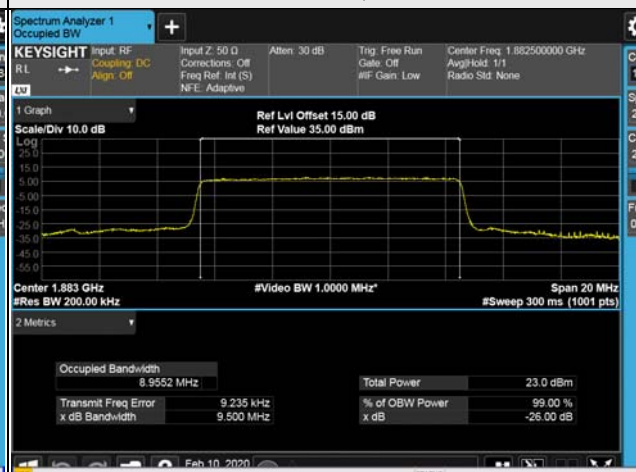 Spectrum Analyzer 1
Occupied BW
+
KEYSIGHT
RL
Input: RF
Coupling: DC
Align: Off
Input Z: 50 Ω
Corrections: Off
Freq Ref: Int (S)
NFE: Adaptive
Atten: 30 dB
Trig: Free Run
Gate: Off
#IF Gain: Low
Center Freq: 1.882500000 GHz
Avg|Hold: 1/1
Radio Std: None
LXI
1 Graph
Ref Lvl Offset 15.00 dB
Scale/Div 10.0 dB
Ref Value 35.00 dBm
Log
25.0
15.0
5.00
-5.00
-15.0
-25.0
-35.0
-45.0
-55.0
Center 1.883 GHz
#Video BW 1.0000 MHz*
Span 20 MHz
#Res BW 200.00 kHz
#Sweep 300 ms (1001 pts)
2 Metrics
Occupied Bandwidth
8.9552 MHz
Total Power 23.0 dBm
Transmit Freq Error 9.235 kHz
% of OBW Power 99.00 %
x dB Bandwidth 9.500 MHz
x dB -26.00 dB
Feb 10, 2020